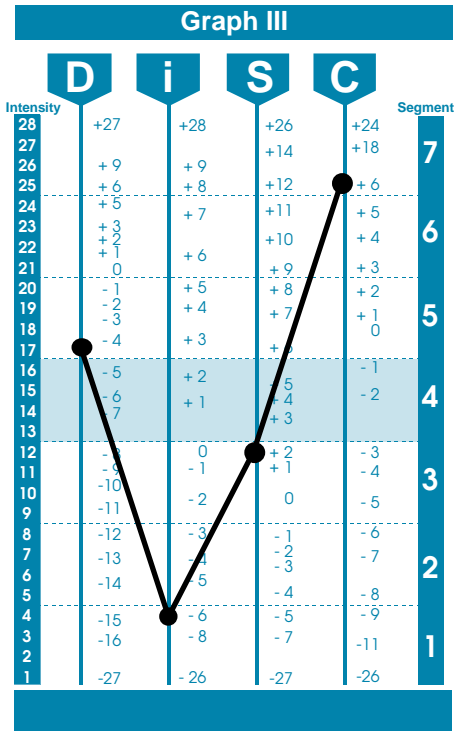 Graph III
D i S C
Intensity Segment
28 +27 +28 +26 +24
27 +14 +18 7
26 + 9 + 9
25 + 6 + 8 +12 + 6
24 + 5 + 7 +11 + 5
23 + 3 6
+ 2 +10 + 4
22 + 1 + 6
21 0 + 9 + 3
20 - 1 + 5 + 8 + 2
19 - 2 + 4 + 7 + 1 5
18 - 3 0
17 - 4 + 3
16 - 5 + 2 - 1
15 - 6 5 - 2 4
14 - 7 + 1 + 4
13 + 3
12 0 + 2 - 3
11 - 9 - 1 + 1 - 4
10 -10 - 2 0 - 5 3
9 -11
8 -12 - 3 - 1 - 6
7 -13 - 4 - 2 - 7
- 3 2
6 -14 - 5
5 - 4 - 8
4 -15 - 6 - 5 - 9
3 -16 - 8 - 7 -11 1
2
1 -27 - 26 -27 -26